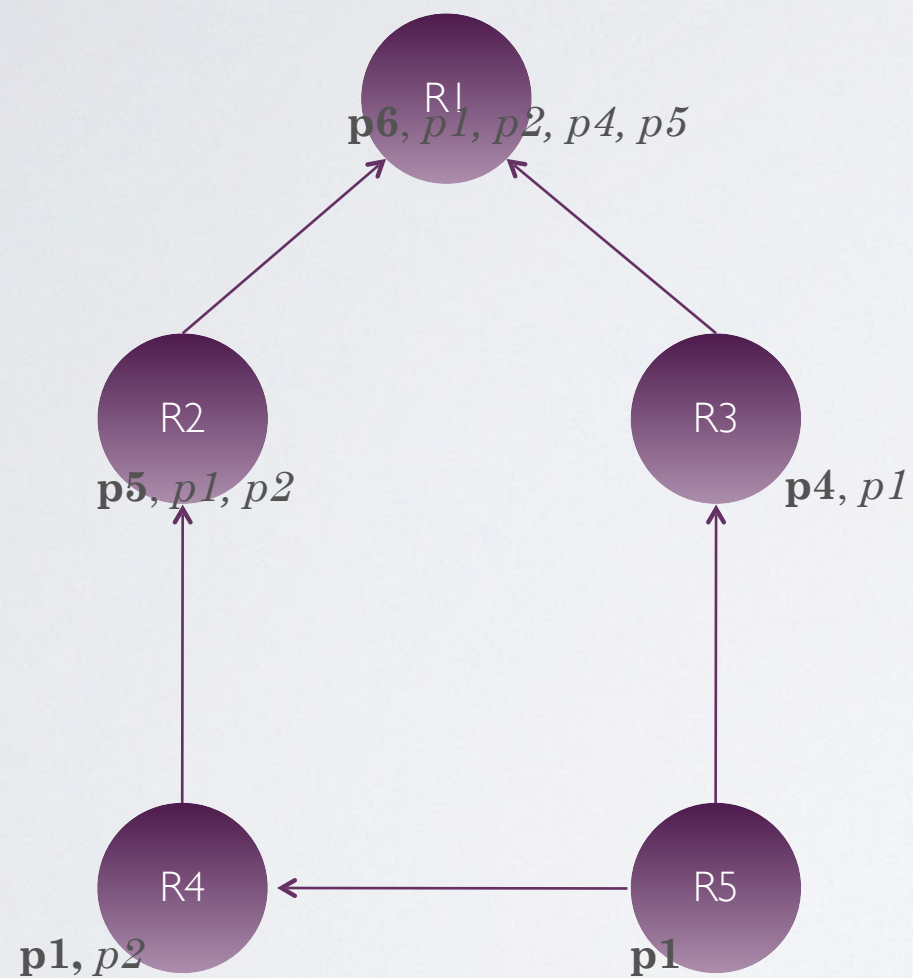 R1
p6, p1, p2, p4, p5
R2
R3
p5, p1, p2
p4, p1
R4
R5
p1, p2
p1